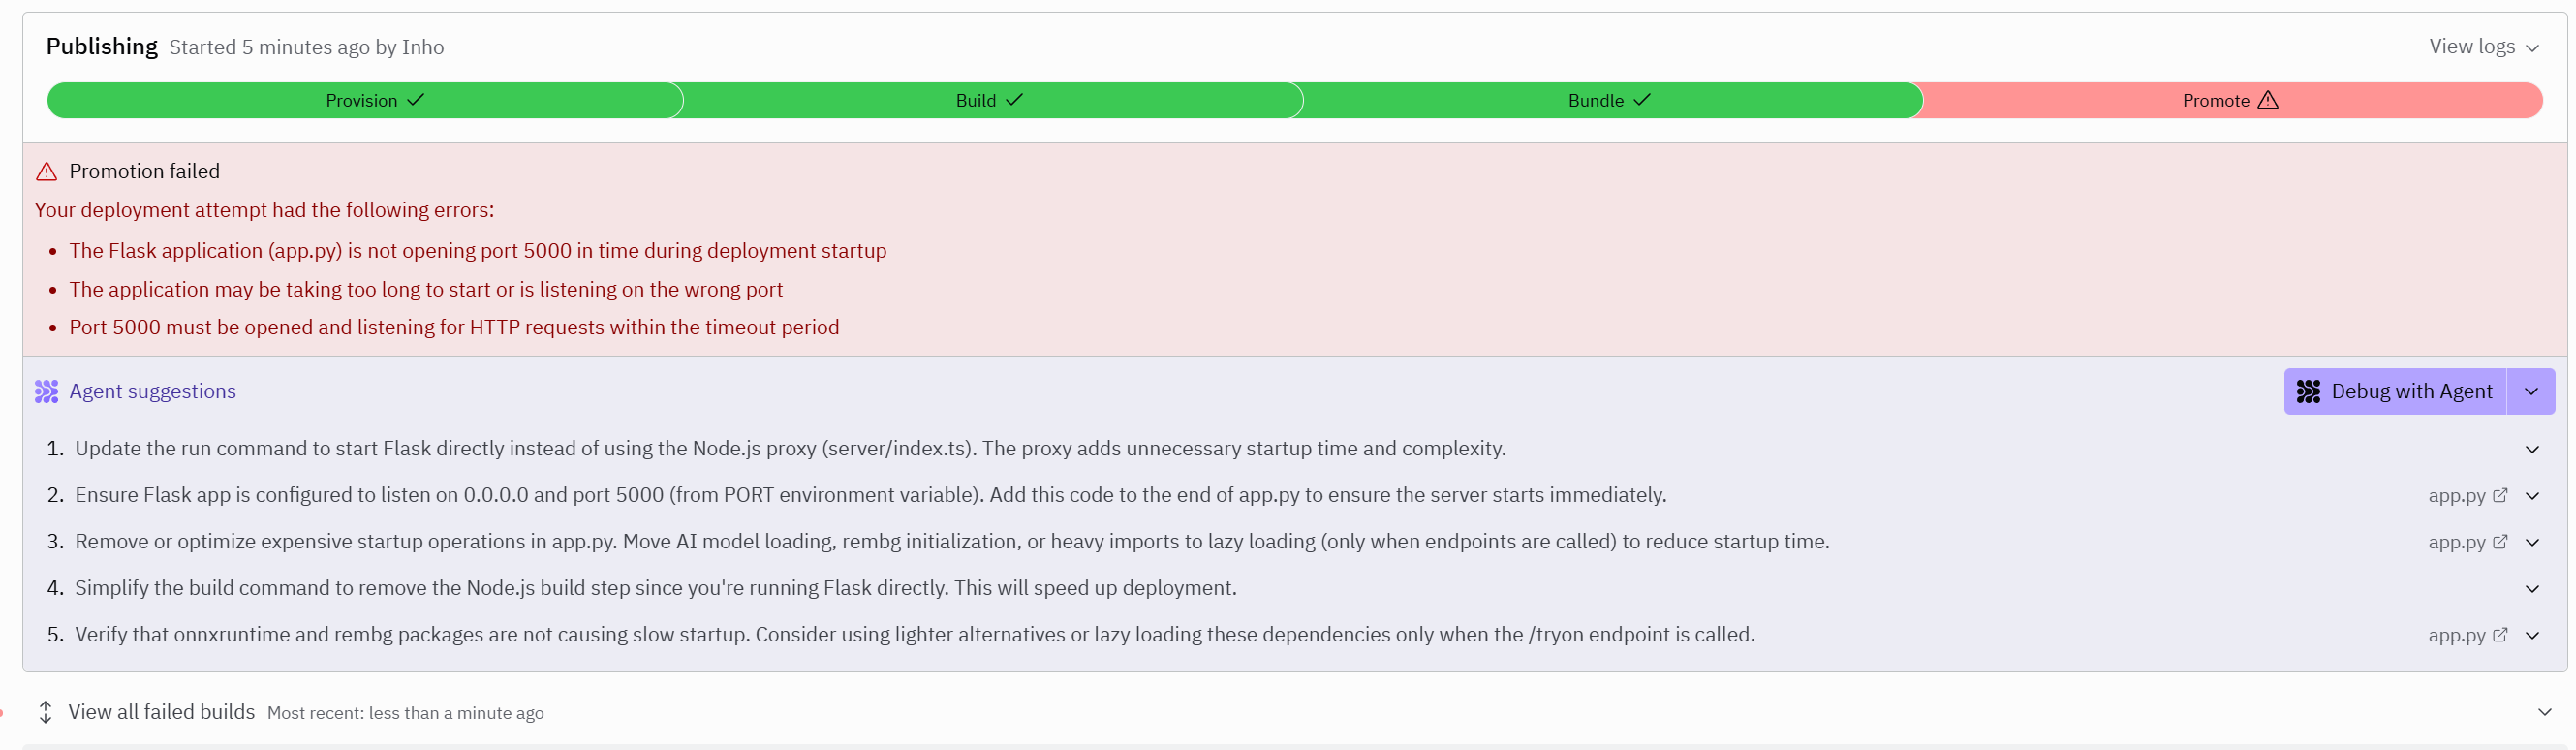 Publishing Started 5 minutes ago by Inho
View logs
Provision
Build
Bundle
Promote
Promotion failed
Your deployment attempt had the following errors:
• The Flask application (app.py) is not opening port 5000 in time during deployment startup
• The application may be taking too long to start or is listening on the wrong port
• Port 5000 must be opened and listening for HTTP requests within the timeout period
Agent suggestions
Debug with Agent
1. Update the run command to start Flask directly instead of using the Node.js proxy (server/index.ts). The proxy adds unnecessary startup time and complexity.
2. Ensure Flask app is configured to listen on 0.0.0.0 and port 5000 (from PORT environment variable). Add this code to the end of app.py to ensure the server starts immediately. app.py
3. Remove or optimize expensive startup operations in app.py. Move AI model loading, rembg initialization, or heavy imports to lazy loading (only when endpoints are called) to reduce startup time. app.py
4. Simplify the build command to remove the Node.js build step since you're running Flask directly. This will speed up deployment.
5. Verify that onnxruntime and rembg packages are not causing slow startup. Consider using lighter alternatives or lazy loading these dependencies only when the /tryon endpoint is called. app.py
View all failed builds Most recent: less than a minute ago